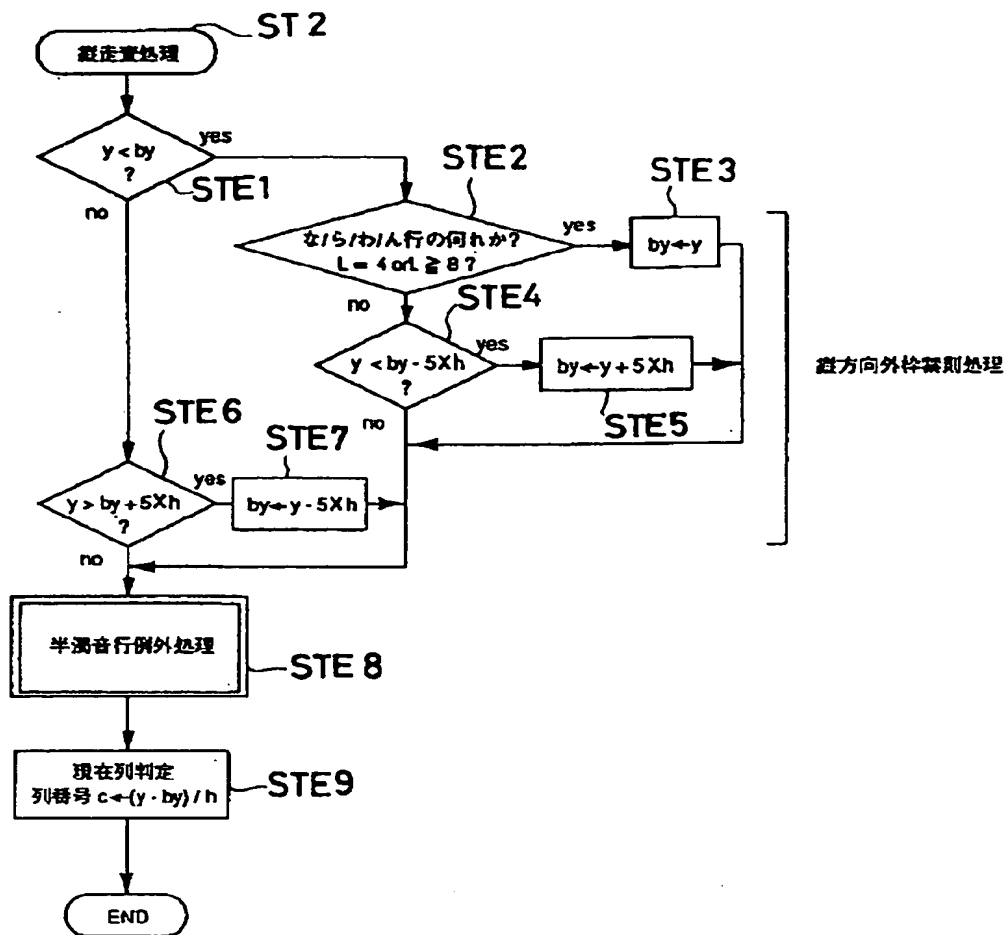 ST2
縦走査処理
y < by
?
yes
STE1
no
STE2
な/ら/わ/ん行の何れか?
L = 4 orL ≧ 8 ?
yes
STE3
by←y
no
STE4
y < by - 5Xh
?
yes
by←y + 5Xh
STE5
no
縦方向外枠禁則処理
STE6
y > by + 5Xh
?
yes
STE7
by←y - 5Xh
no
半濁音行例外処理
STE8
現在列判定
列番号 c←(y - by) / h
STE9
END